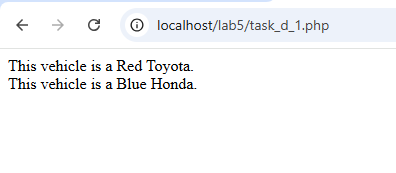 localhost/lab5/task_d_1.php
This vehicle is a Red Toyota.
This vehicle is a Blue Honda.